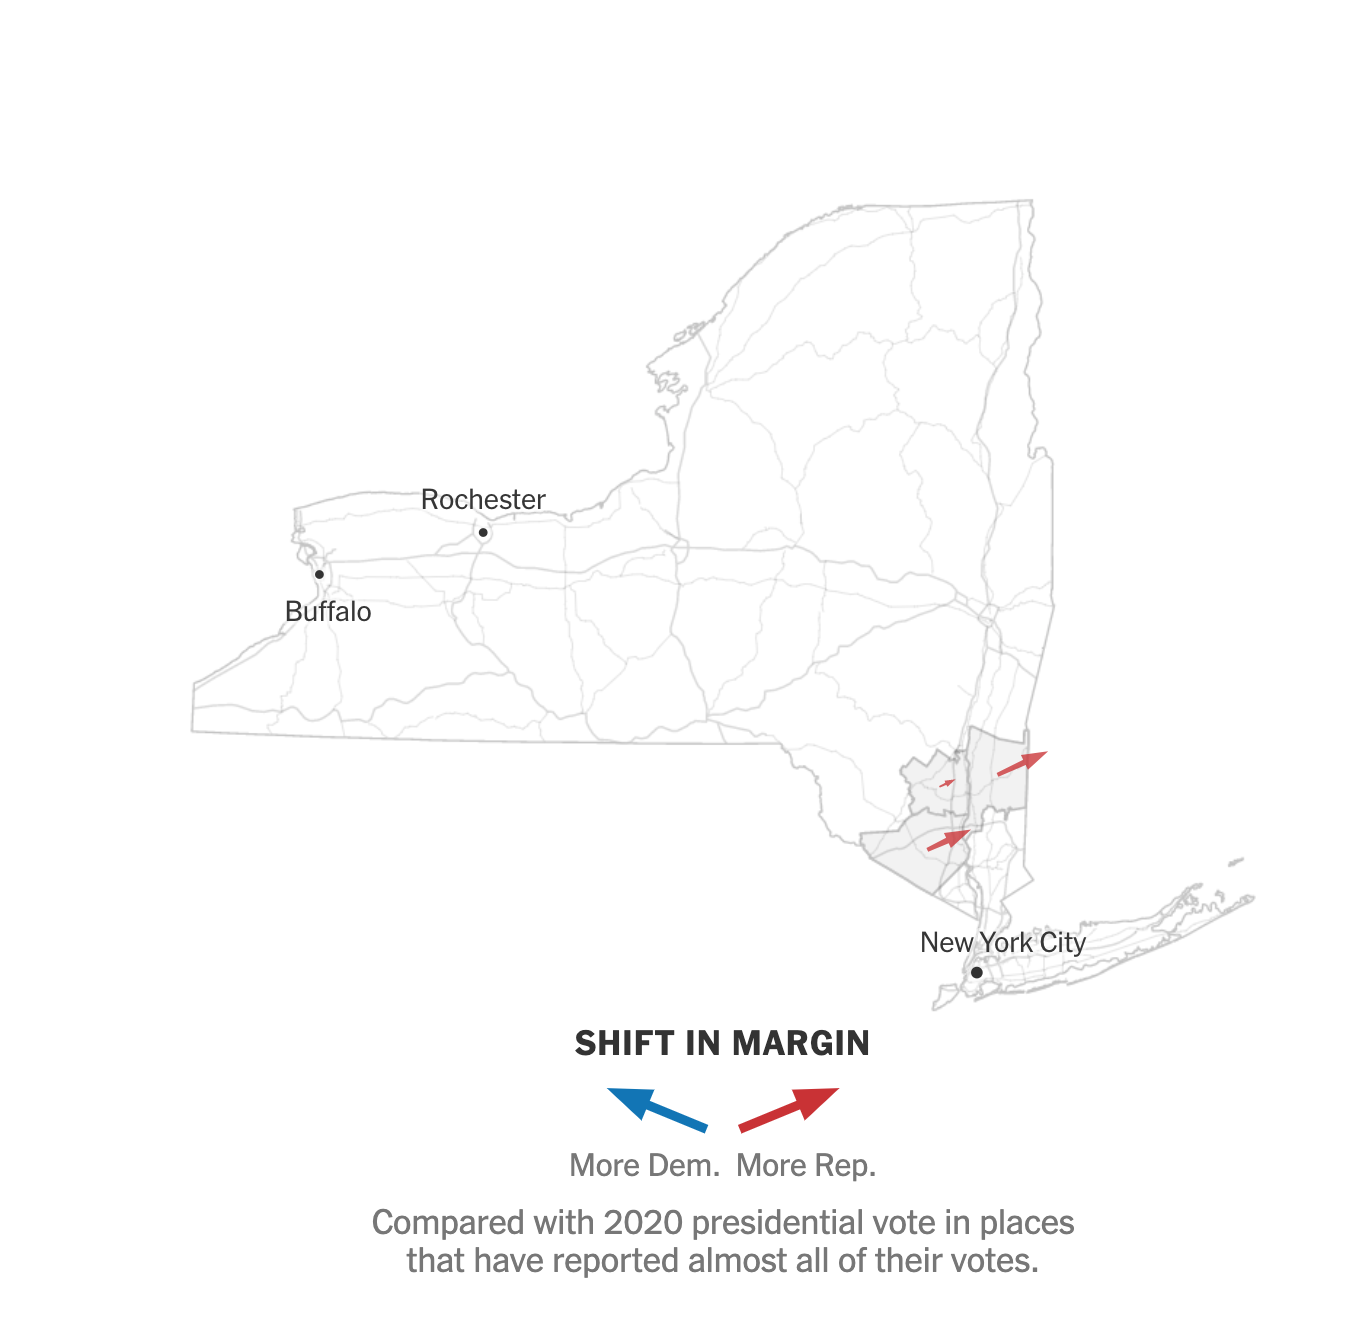 Rochester
Buffalo
New York City
SHIFT IN MARGIN
More Dem. More Rep.
Compared with 2020 presidential vote in places
that have reported almost all of their votes.